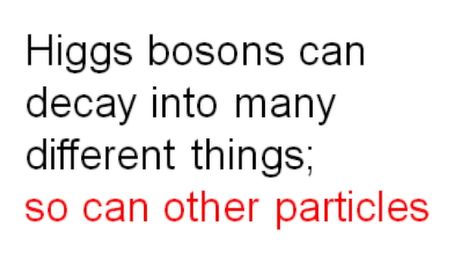 Higgs bosons can
decay into many
different things;
so can other particles